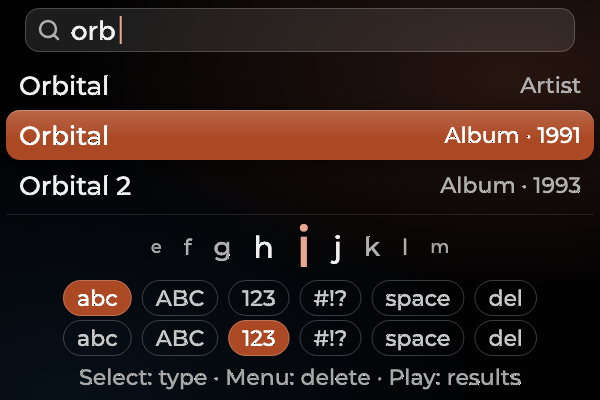 orb
Orbital Artist
Orbital Album · 1991
Orbital 2 Album · 1993
e f g h i j k l m
abc ABC 123 #!? space del
abc ABC 123 #!? space del
Select: type · Menu: delete · Play: results